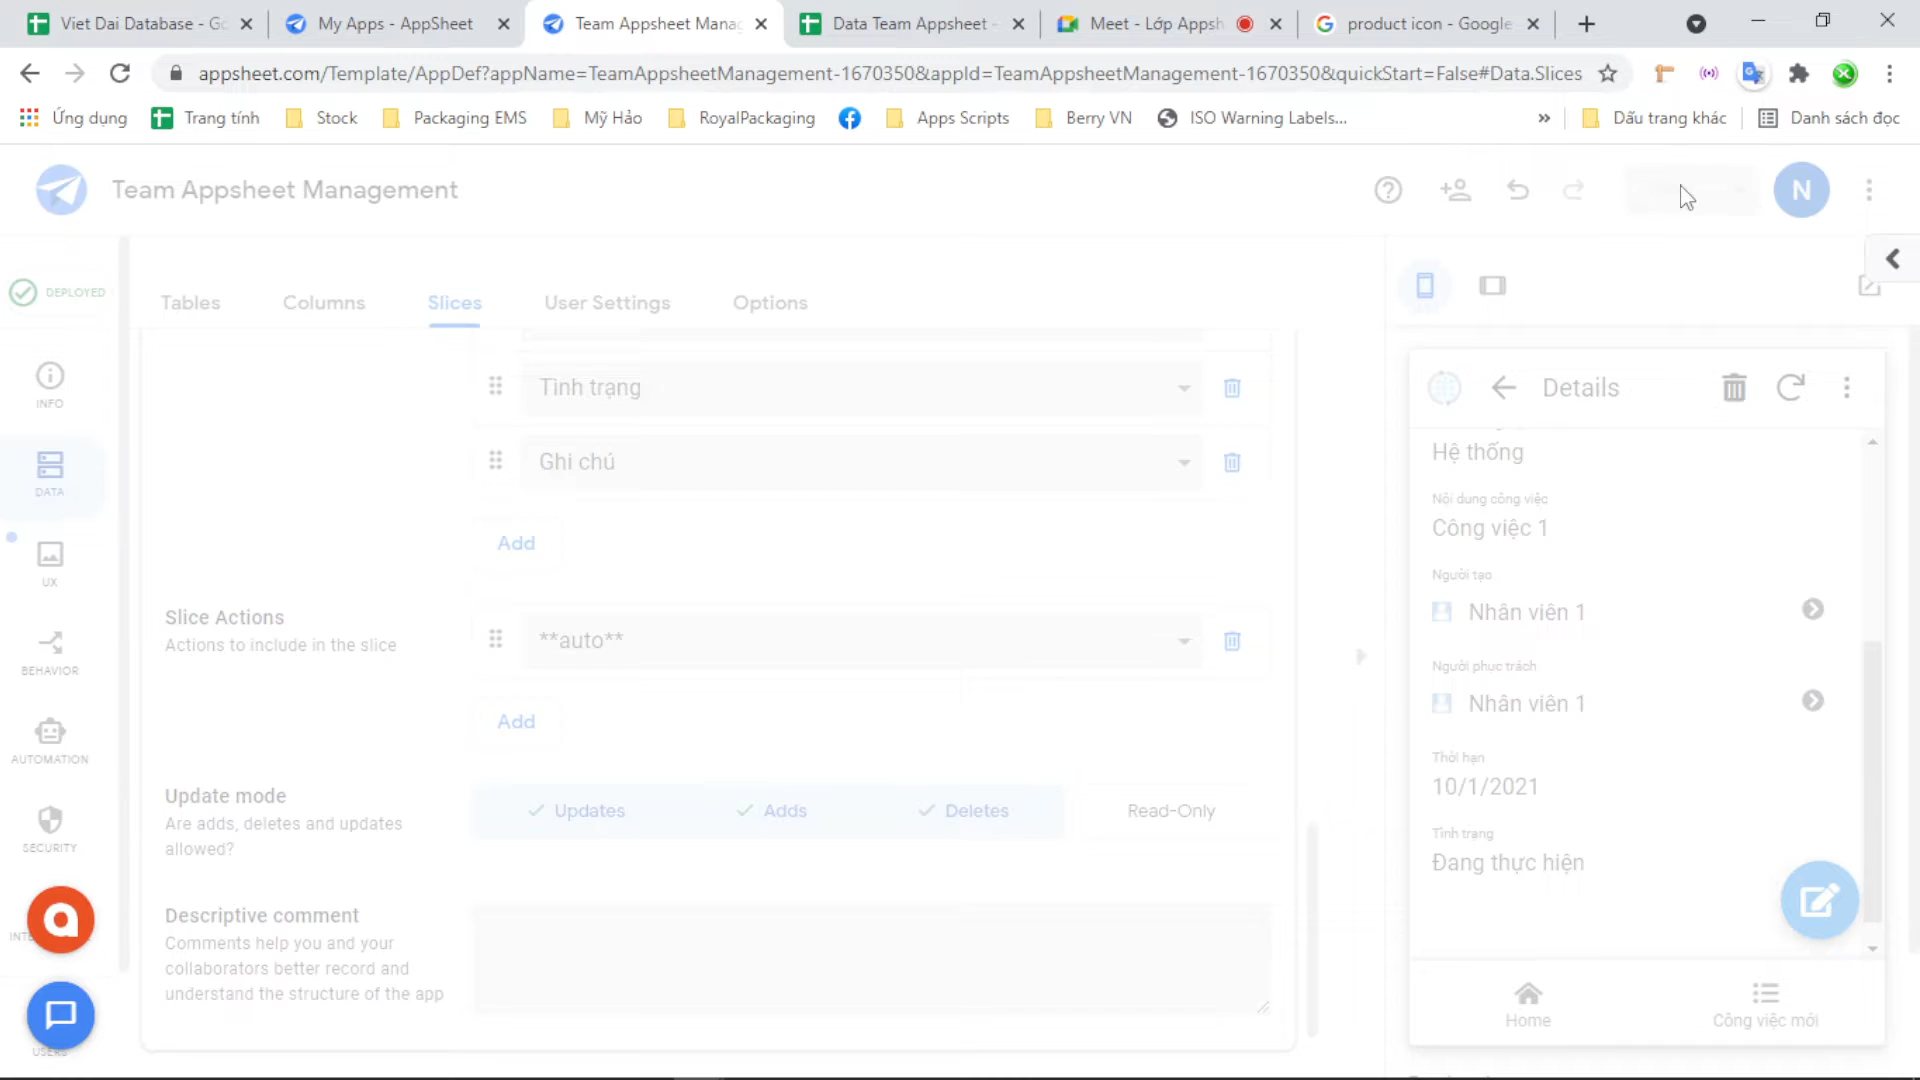 Viet Dai Database - Go
My Apps - AppSheet
Team Appsheet Manag
Data Team Appsheet -
Meet - Lớp Appsh
product icon - Google
appsheet.com/Template/AppDef?appName=TeamAppsheetManagement-1670350&appId=TeamAppsheetManagement-1670350&quickStart=False#Data.Slices
Ứng dụng
Trang tính
Stock
Packaging EMS
Mỹ Hảo
RoyalPackaging
Apps Scripts
Berry VN
ISO Warning Labels...
»
Dấu trang khác
Danh sách đọc
Team Appsheet Management
N
DEPLOYED
Tables
Columns
Slices
User Settings
Options
INFO
DATA
UX
BEHAVIOR
AUTOMATION
SECURITY
USERS
Tình trạng
Ghi chú
Add
Slice Actions
Actions to include in the slice
**auto**
Add
Update mode
Are adds, deletes and updates
allowed?
Updates
Adds
Deletes
Read-Only
Descriptive comment
Comments help you and your
collaborators better record and
understand the structure of the app
Details
Hệ thống
Nội dung công việc
Công việc 1
Người tạo
Nhân viên 1
Người phục trách
Nhân viên 1
Thời hạn
10/1/2021
Tình trạng
Đang thực hiện
Home
Công việc mới